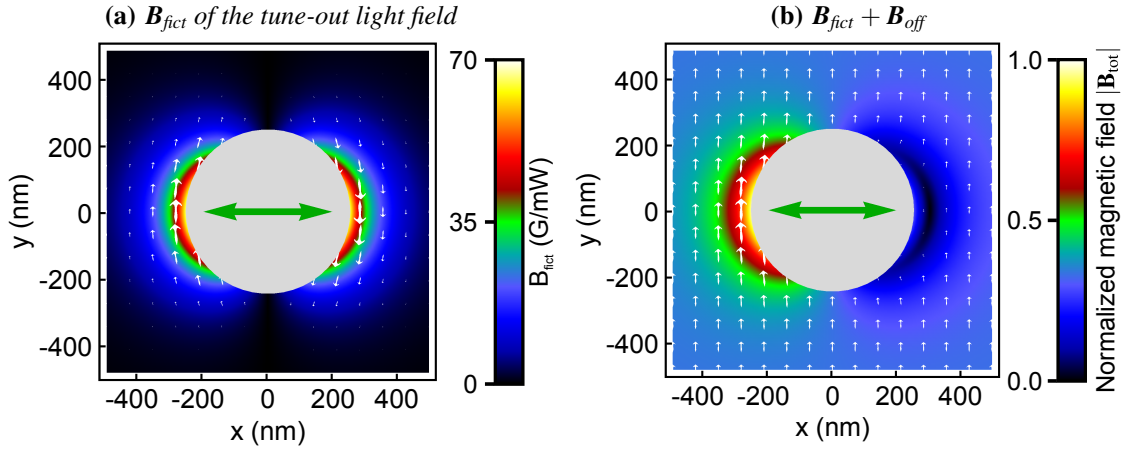 (a) B_fict of the tune-out light field
(b) B_fict + B_off
400
200
0
-200
-400
-400 -200 0 200 400
x (nm)
y (nm)
70
35
0
B_fict (G/mW)
400
200
0
-200
-400
-400 -200 0 200 400
x (nm)
y (nm)
1.0
0.5
0.0
Normalized magnetic field |B_tot|